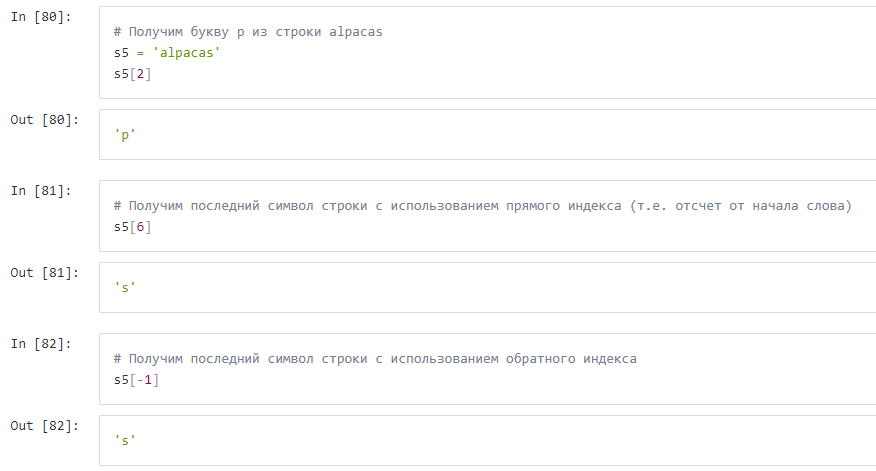 In [80]:
# Получим букву p из строки alpacas
s5 = 'alpacas'
s5[2]
Out [80]:
'p'
In [81]:
# Получим последний символ строки с использованием прямого индекса (т.е. отсчет от начала слова)
s5[6]
Out [81]:
's'
In [82]:
# Получим последний символ строки с использованием обратного индекса
s5[-1]
Out [82]:
's'